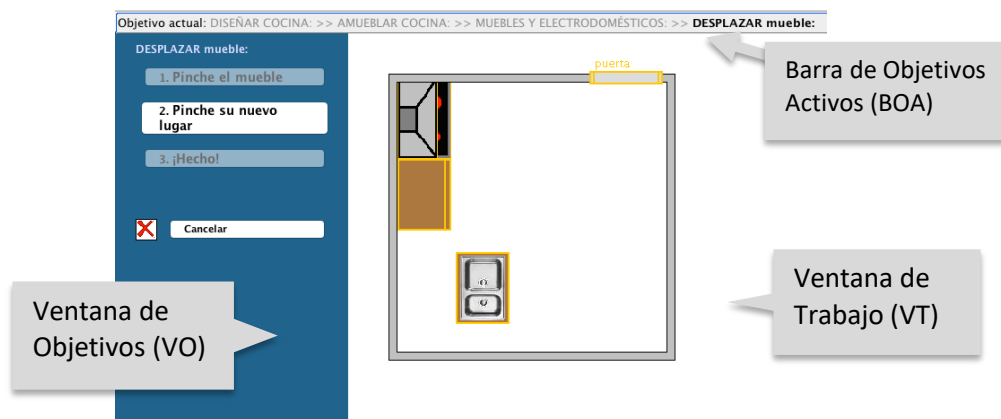 Objetivo actual: DISEÑAR COCINA: >> AMUEBLAR COCINA: >> MUEBLES Y ELECTRODOMÉSTICOS: >> DESPLAZAR mueble:
DESPLAZAR mueble:
1. Pinche el mueble
2. Pinche su nuevo
lugar
3. ¡Hecho!
Cancelar
puerta
Barra de Objetivos
Activos (BOA)
Ventana de
Objetivos (VO)
Ventana de
Trabajo (VT)